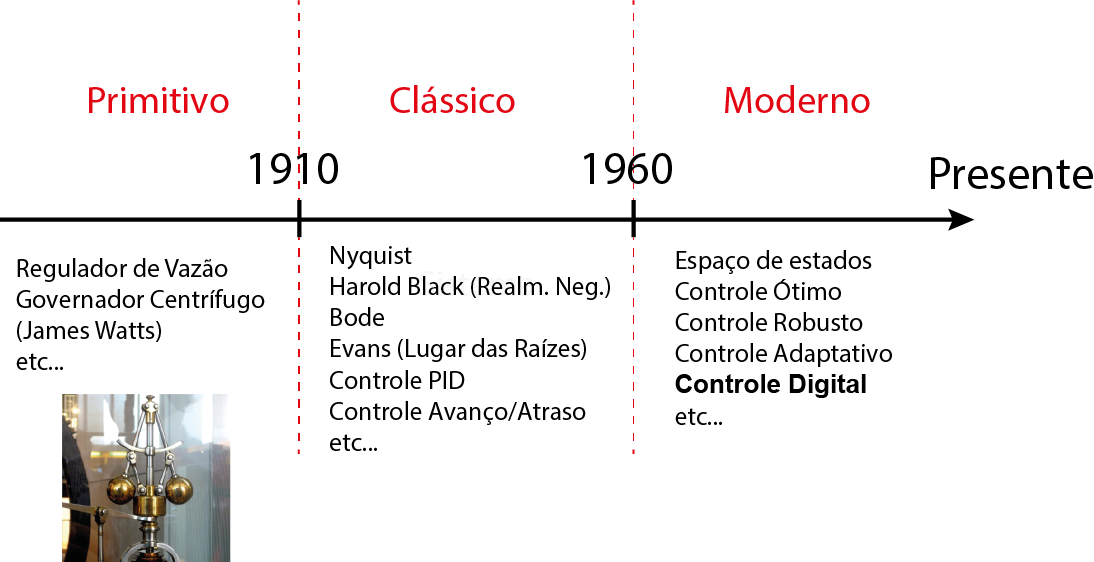 Primitivo
Clássico
Moderno
1910
1960
Presente
Regulador de Vazão
Governador Centrífugo
(James Watts)
etc...
Nyquist
Harold Black (Realm. Neg.)
Bode
Evans (Lugar das Raízes)
Controle PID
Controle Avanço/Atraso
etc...
Espaço de estados
Controle Ótimo
Controle Robusto
Controle Adaptativo
Controle Digital
etc...